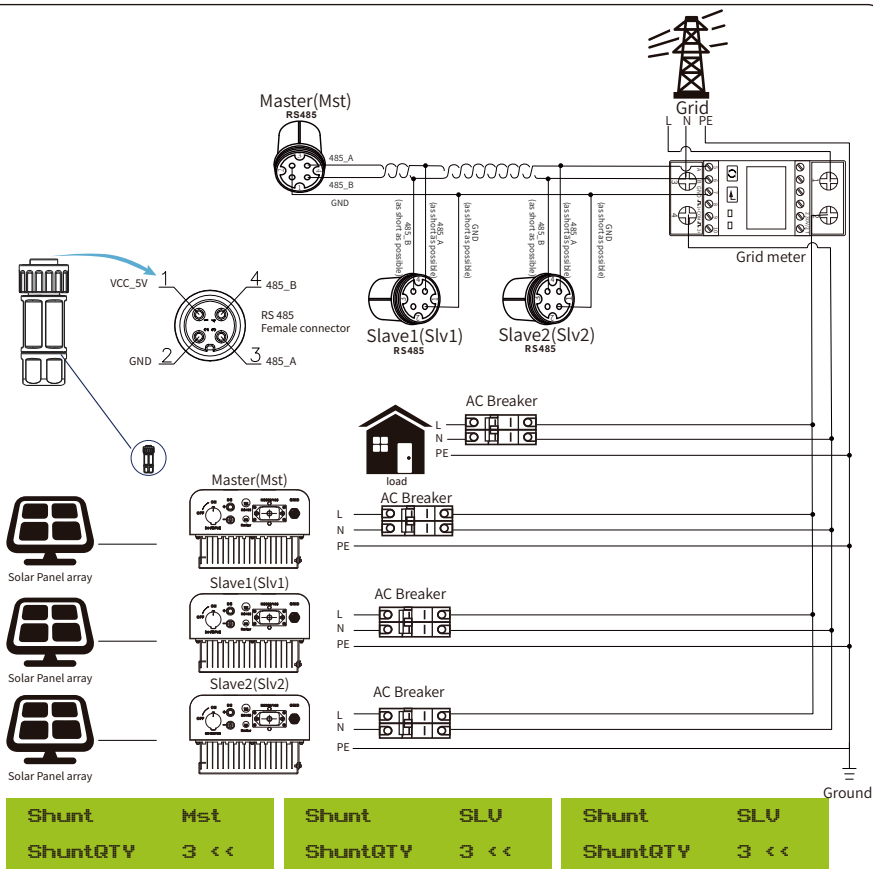 Master(Mst)
RS485
Grid
L N PE
485_A
485_B
GND
485_B
(as short as possible)
485_A
(as short as possible)
GND
(as short as possible)
485_B
(as short as possible)
485_A
(as short as possible)
GND
(as short as possible)
Grid meter
1
VCC_5V
4
485_B
RS 485
Female connector
GND
2
3
485_A
Slave1(Slv1)
RS485
Slave2(Slv2)
RS485
AC Breaker
L
N
PE
load
Master(Mst)
AC Breaker
L
N
PE
Solar Panel array
Slave1(Slv1)
AC Breaker
L
N
PE
Solar Panel array
Slave2(Slv2)
AC Breaker
L
N
PE
Solar Panel array
Ground
Shunt Mst
ShuntQTY 3 <<
Shunt SLV
ShuntQTY 3 <<
Shunt SLV
ShuntQTY 3 <<